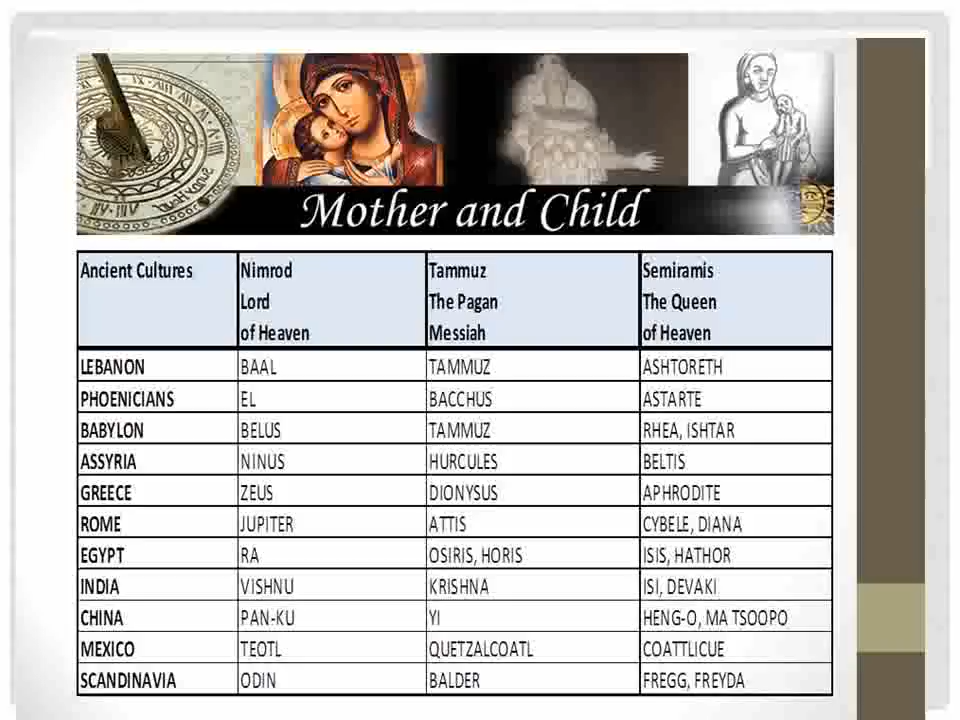 Mother and Child
Ancient Cultures Nimrod Lord of Heaven Tammuz The Pagan Messiah Semiramis The Queen of Heaven
LEBANON BAAL TAMMUZ ASHTORETH
PHOENICIANS EL BACCHUS ASTARTE
BABYLON BELUS TAMMUZ RHEA, ISHTAR
ASSYRIA NINUS HURCULES BELTIS
GREECE ZEUS DIONYSUS APHRODITE
ROME JUPITER ATTIS CYBELE, DIANA
EGYPT RA OSIRIS, HORIS ISIS, HATHOR
INDIA VISHNU KRISHNA ISI, DEVAKI
CHINA PAN-KU YI HENG-O, MA TSOOPO
MEXICO TEOTL QUETZALCOATL COATTLICUE
SCANDINAVIA ODIN BALDER FREGG, FREYDA